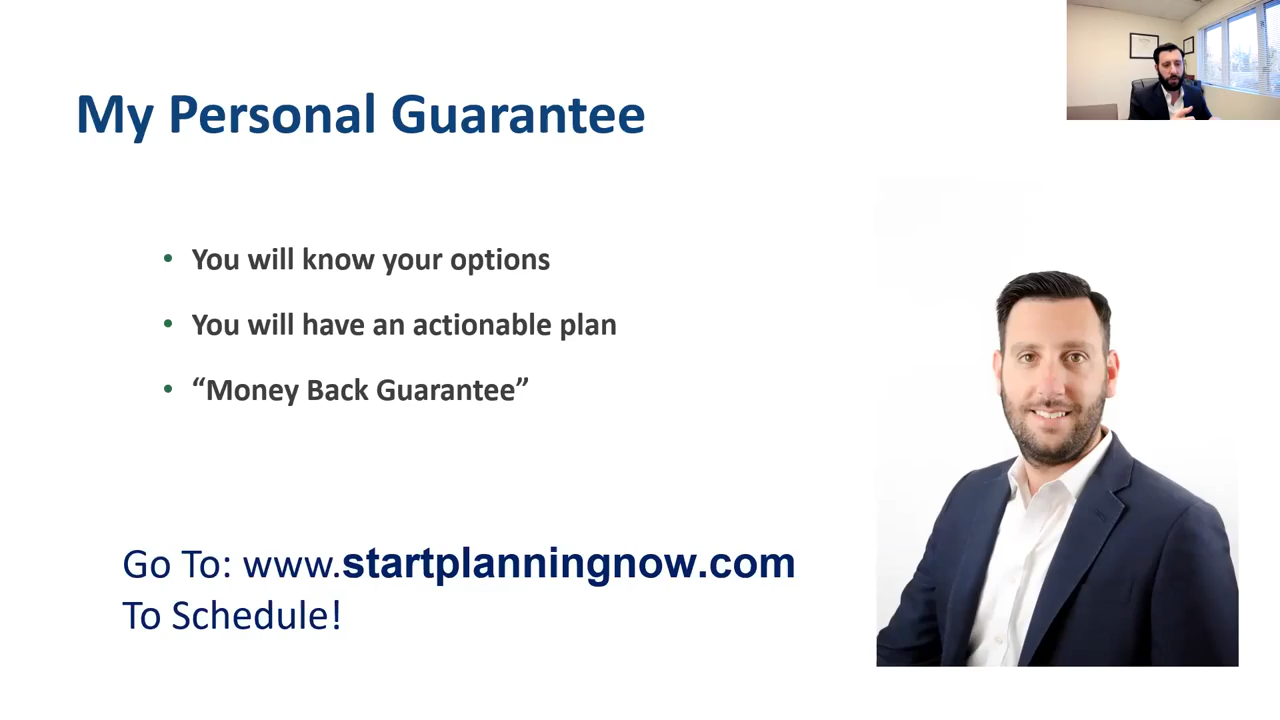 My Personal Guarantee
• You will know your options
• You will have an actionable plan
• “Money Back Guarantee”
Go To: www.startplanningnow.com
To Schedule!